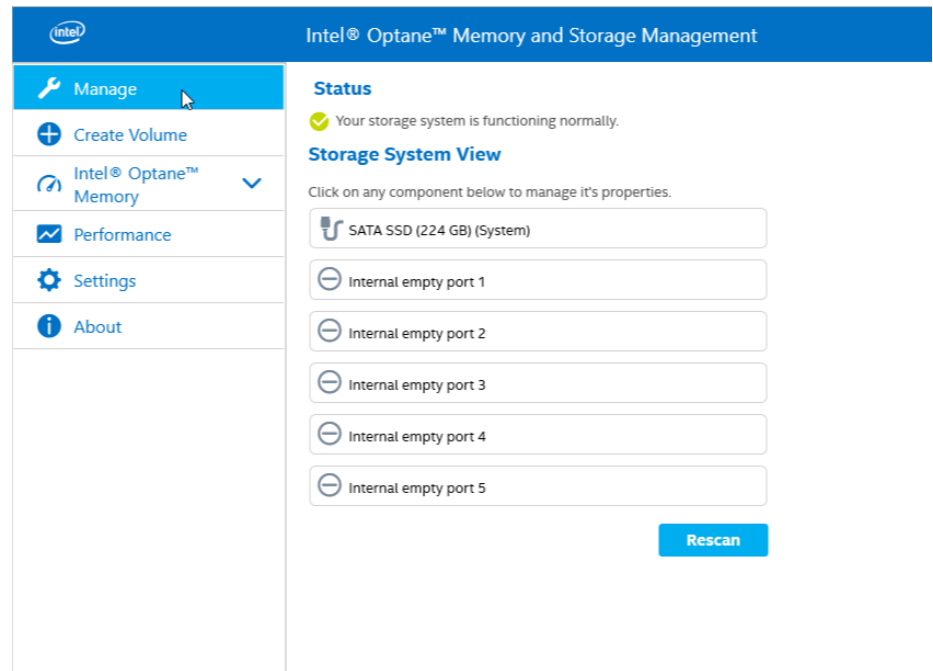 intel
Intel® Optane™ Memory and Storage Management
Manage
Create Volume
Intel® Optane™
Memory
Performance
Settings
About
Status
Your storage system is functioning normally.
Storage System View
Click on any component below to manage it's properties.
SATA SSD (224 GB) (System)
Internal empty port 1
Internal empty port 2
Internal empty port 3
Internal empty port 4
Internal empty port 5
Rescan